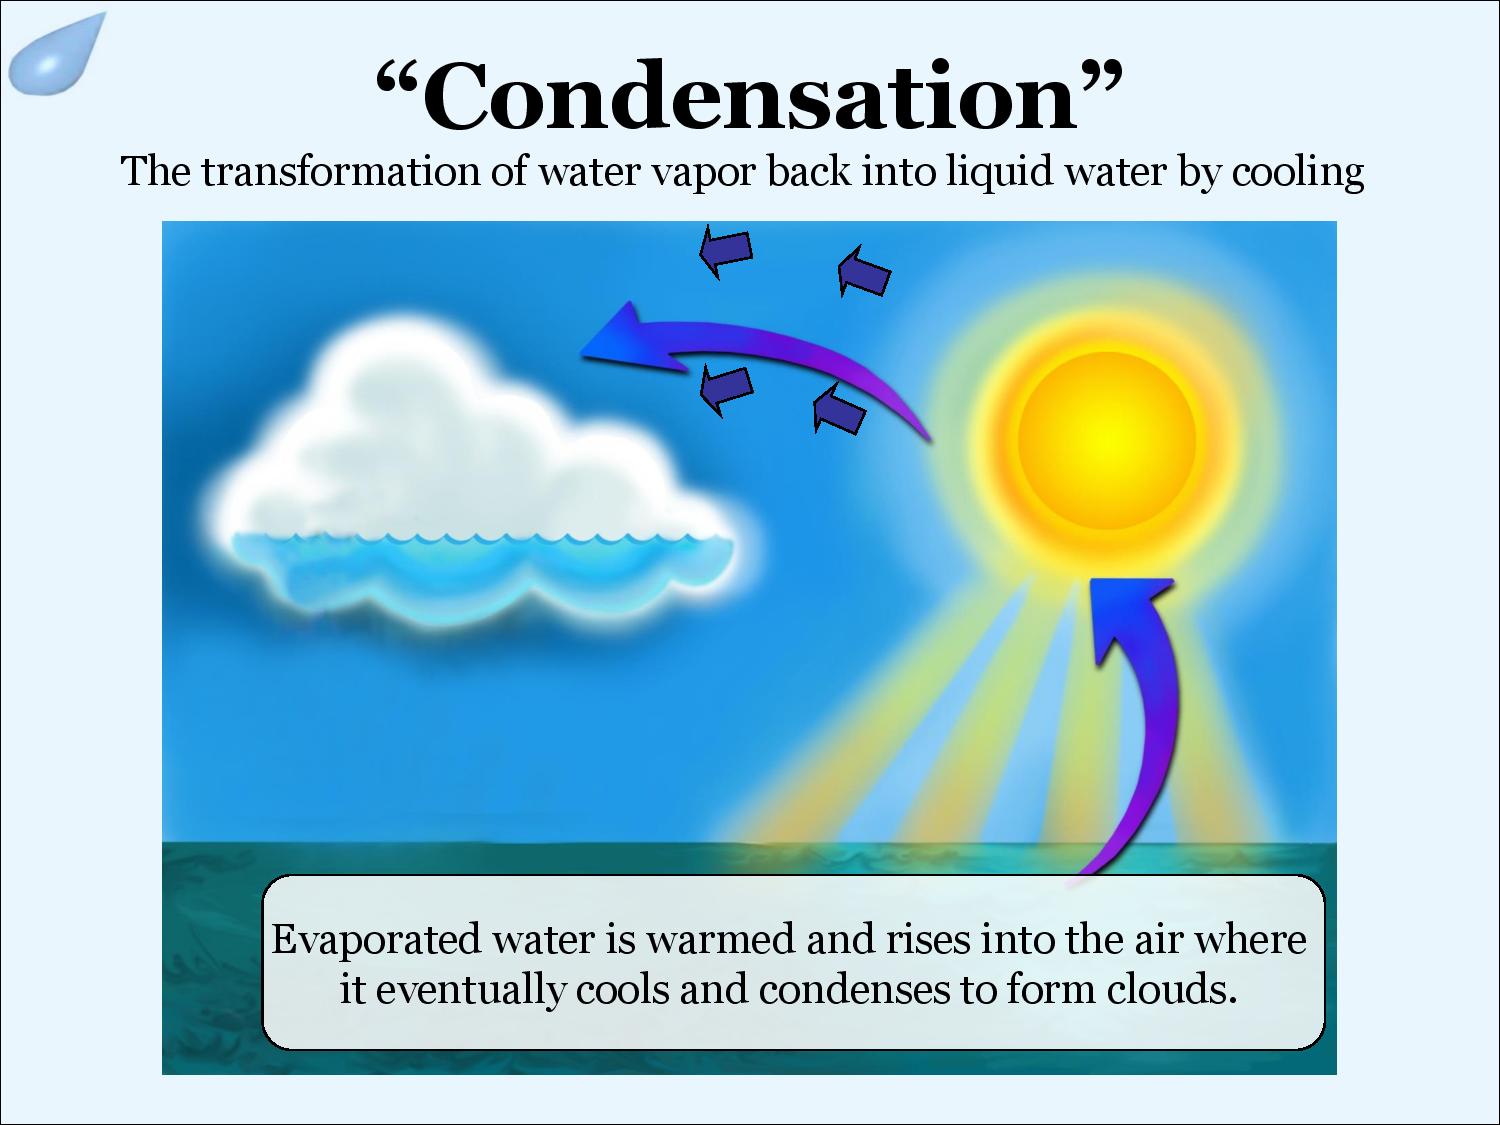 “Condensation”
The transformation of water vapor back into liquid water by cooling
Evaporated water is warmed and rises into the air where
it eventually cools and condenses to form clouds.